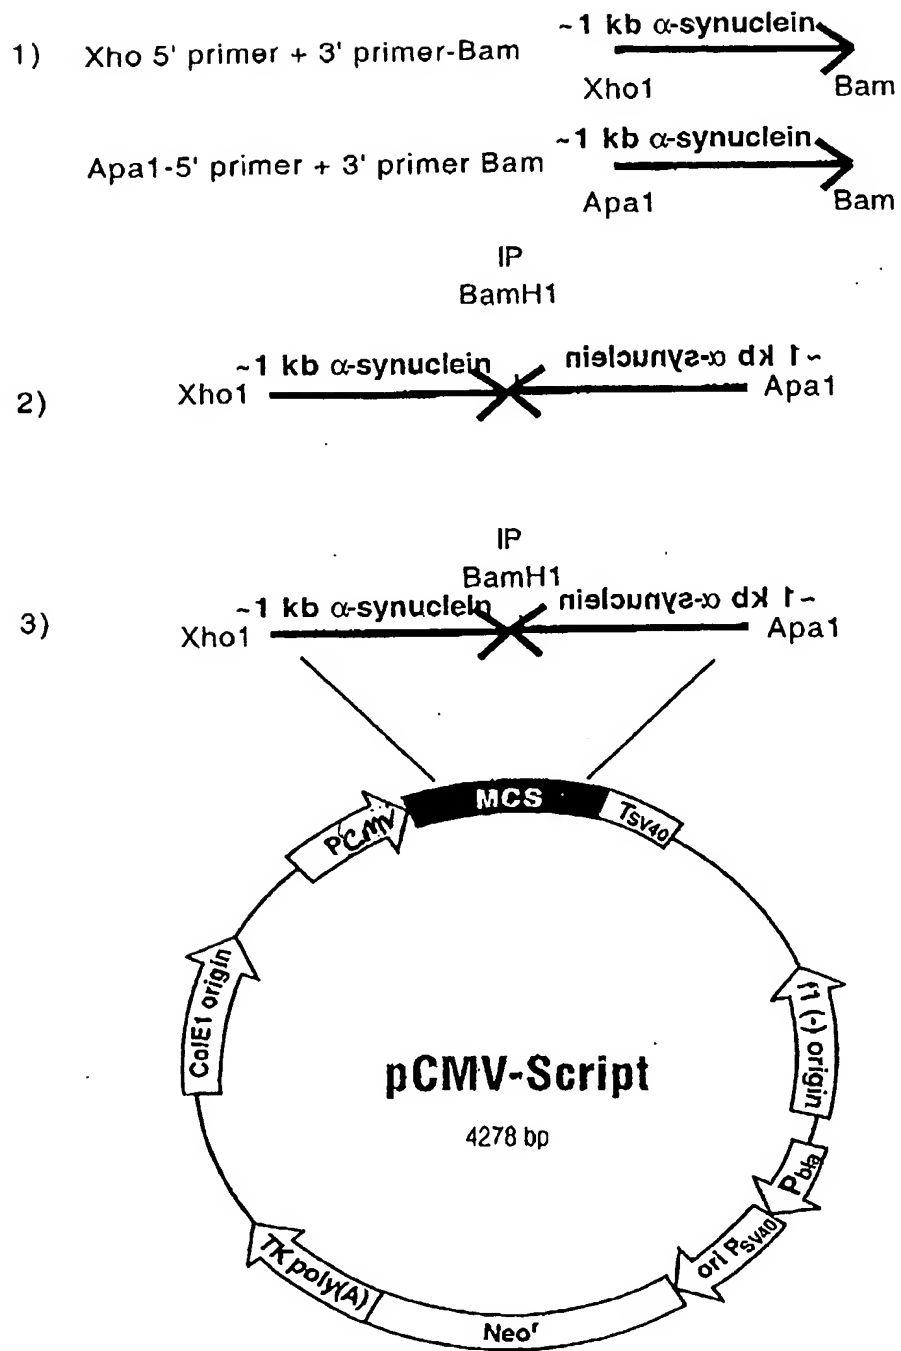 1) Xho 5' primer + 3' primer-Bam
~1 kb α-synuclein
Xho1 Bam
Apa1-5' primer + 3' primer Bam
~1 kb α-synuclein
Apa1 Bam
IP
BamH1
2) ~1 kb α-synuclein ~1 kb α-synuclein
Xho1 Apa1
IP
BamH1
3) ~1 kb α-synuclein ~1 kb α-synuclein
Xho1 Apa1
MCS
PCMV
TSV40
ColE1 origin
f1 (-) origin
pCMV-Script
4278 bp
Pbla
ori PSV40
TK poly(A)
Neoʳ